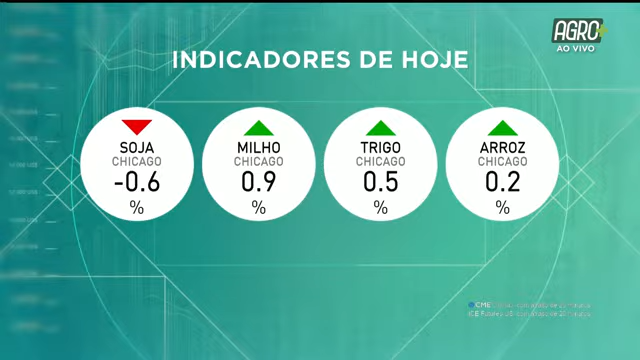 AGRO+
AO VIVO
INDICADORES DE HOJE
SOJA
CHICAGO
-0.6
%
MILHO
CHICAGO
0.9
%
TRIGO
CHICAGO
0.5
%
ARROZ
CHICAGO
0.2
%
CME